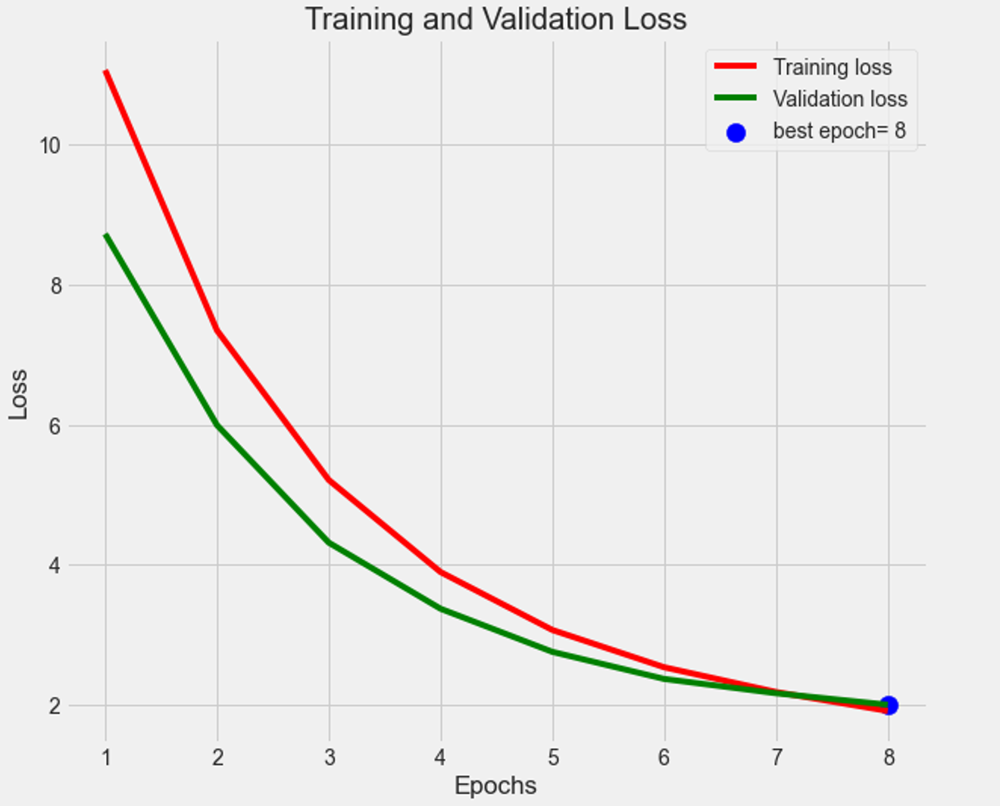 Training and Validation Loss
Training loss
Validation loss
best epoch= 8
Loss
10
8
6
4
2
1 2 3 4 5 6 7 8
Epochs